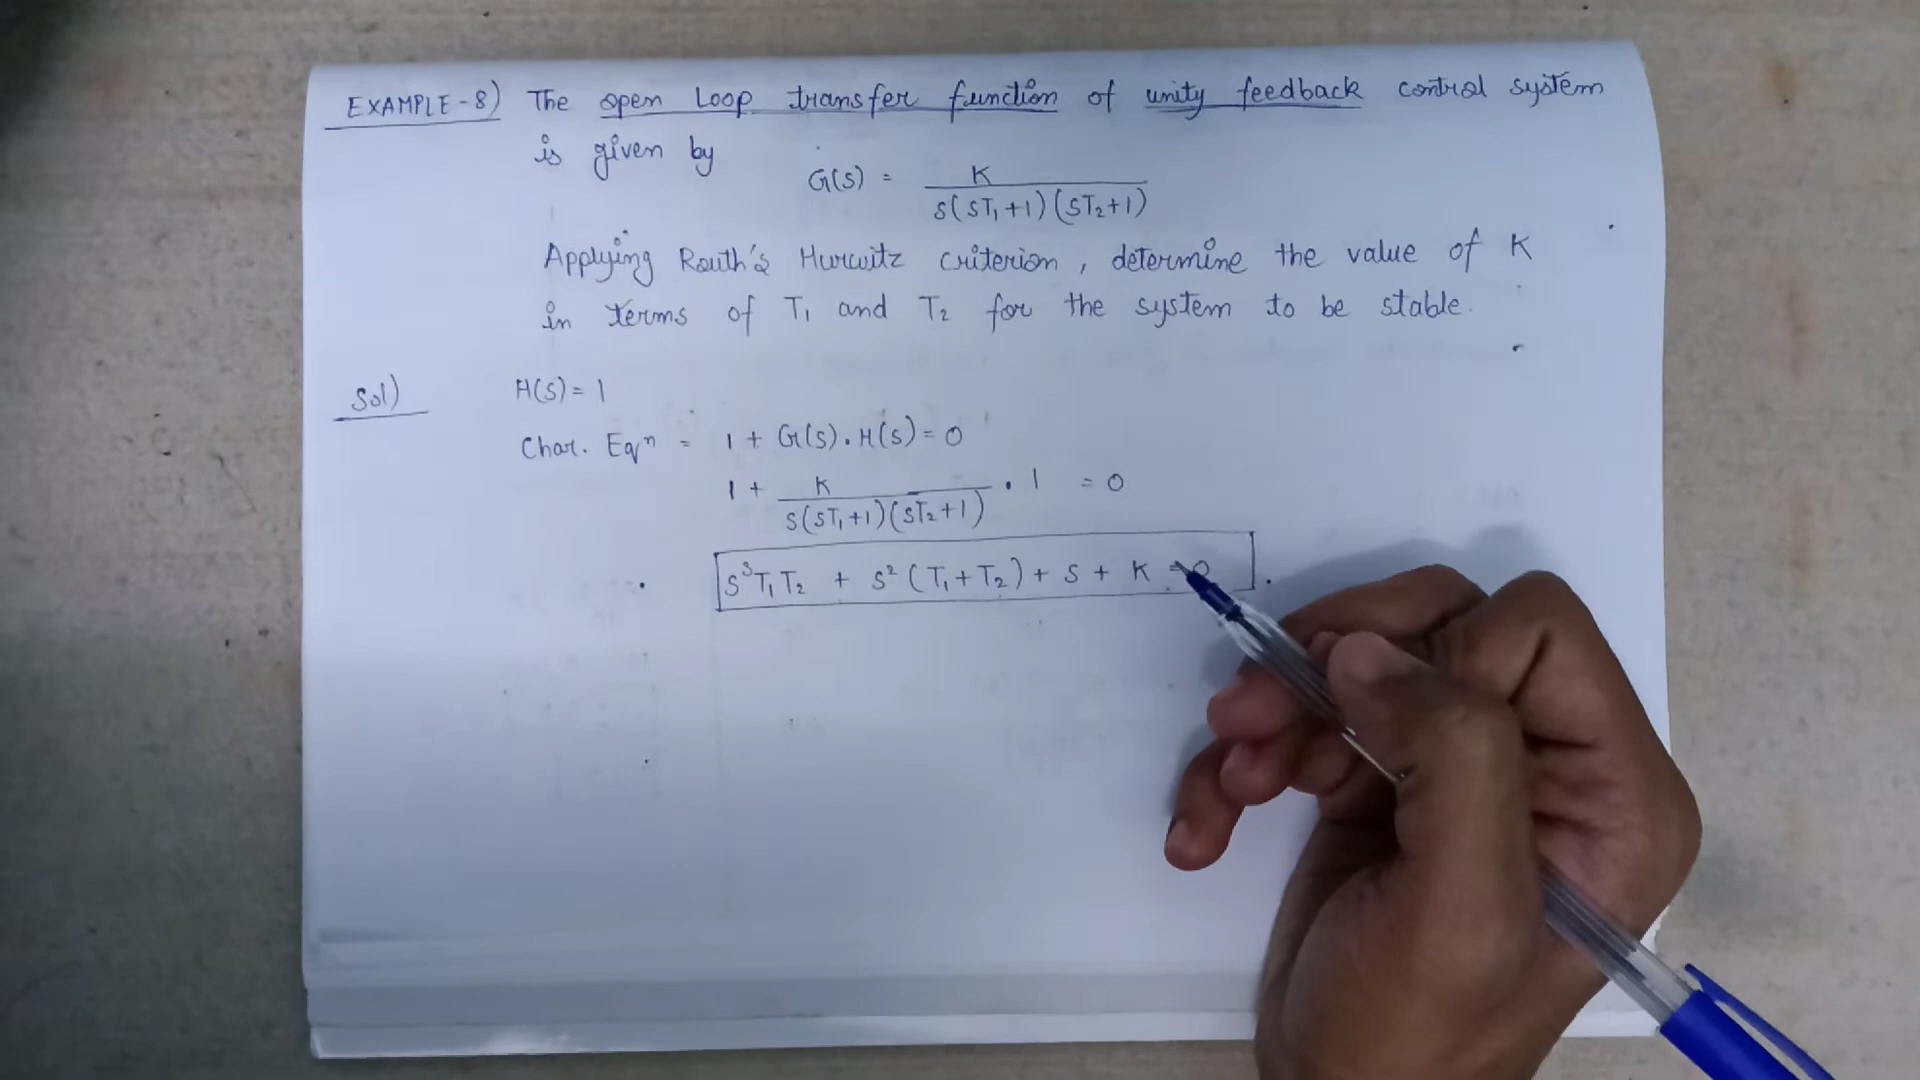 EXAMPLE-8) The open Loop transfer function of unity feedback control system
is given by
G(s) = K / s(sT₁+1)(sT₂+1)
Applying Routh's Hurwitz criterion, determine the value of K
in terms of T₁ and T₂ for the system to be stable.
Sol) H(s) = 1
Char. Eqⁿ = 1 + G(s).H(s) = 0
1 + K / s(sT₁+1)(sT₂+1) . 1 = 0
s³T₁T₂ + s²(T₁+T₂) + s + K = 0